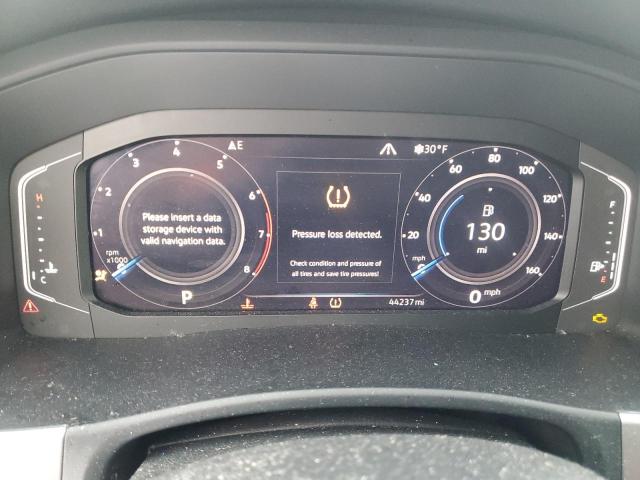 E
30°F
1 2 3 4 5 6 7 8
rpm
x1000
Please insert a data
storage device with
valid navigation data.
P
Pressure loss detected.
Check condition and pressure of
all tires and save tire pressures!
20 40 60 80 100 120 140 160
mph
130
mi
0 mph
44237 mi
H
C
F
E